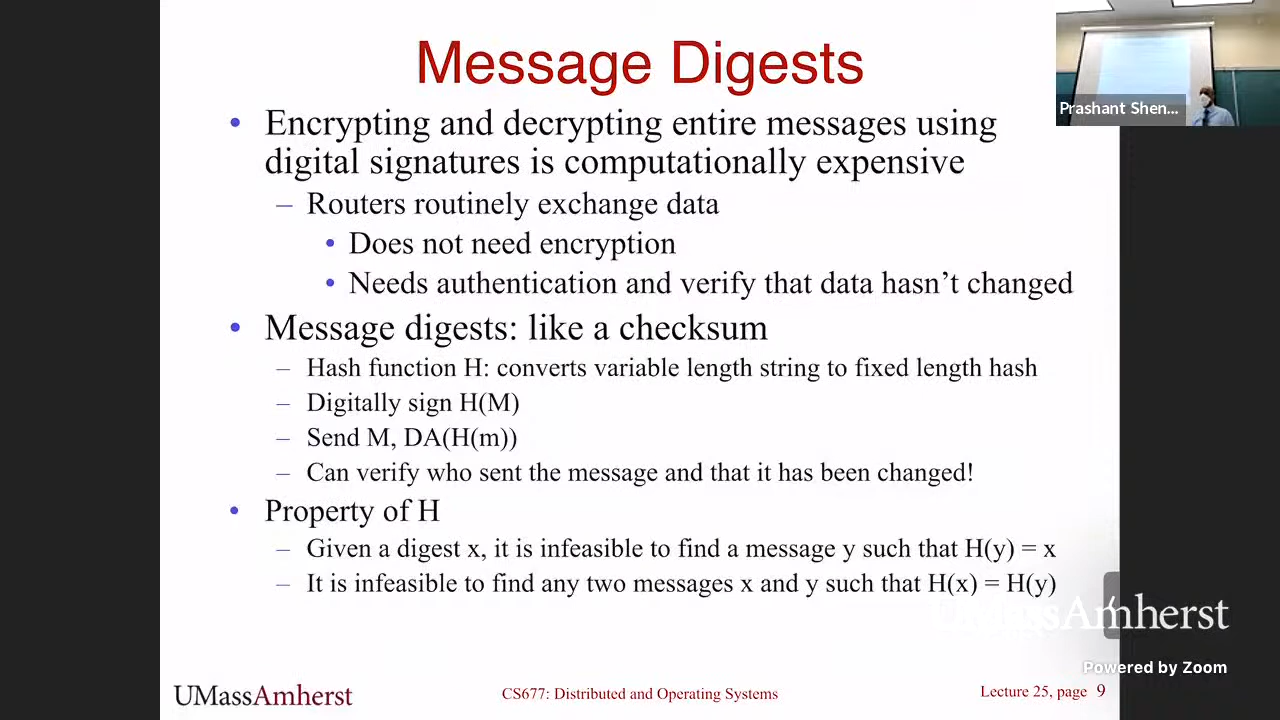 Message Digests
Prashant Shen...
• Encrypting and decrypting entire messages using
digital signatures is computationally expensive
– Routers routinely exchange data
• Does not need encryption
• Needs authentication and verify that data hasn't changed
• Message digests: like a checksum
– Hash function H: converts variable length string to fixed length hash
– Digitally sign H(M)
– Send M, DA(H(m))
– Can verify who sent the message and that it has been changed!
• Property of H
– Given a digest x, it is infeasible to find a message y such that H(y) = x
– It is infeasible to find any two messages x and y such that H(x) = H(y)
UMassAmherst
Powered by Zoom
UMassAmherst
CS677: Distributed and Operating Systems
Lecture 25, page 9